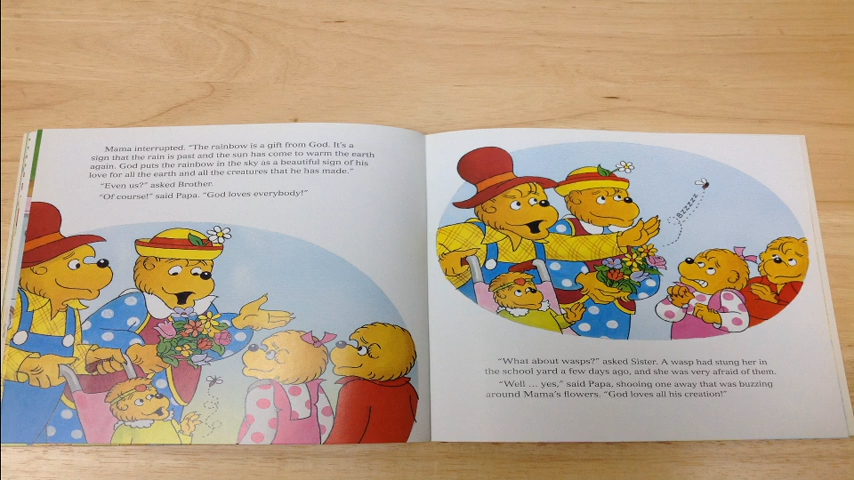 Mama interrupted. "The rainbow is a gift from God. It's a
sign that the rain is past and the sun has come to warm the earth
again. God puts the rainbow in the sky as a beautiful sign of his
love for all the earth and all the creatures that he has made."
"Even us?" asked Brother.
"Of course!" said Papa. "God loves everybody!"
BZZZZZ
"What about wasps?" asked Sister. A wasp had stung her in
the school yard a few days ago, and she was very afraid of them.
"Well ... yes," said Papa, shooing one away that was buzzing
around Mama's flowers. "God loves all his creation!"